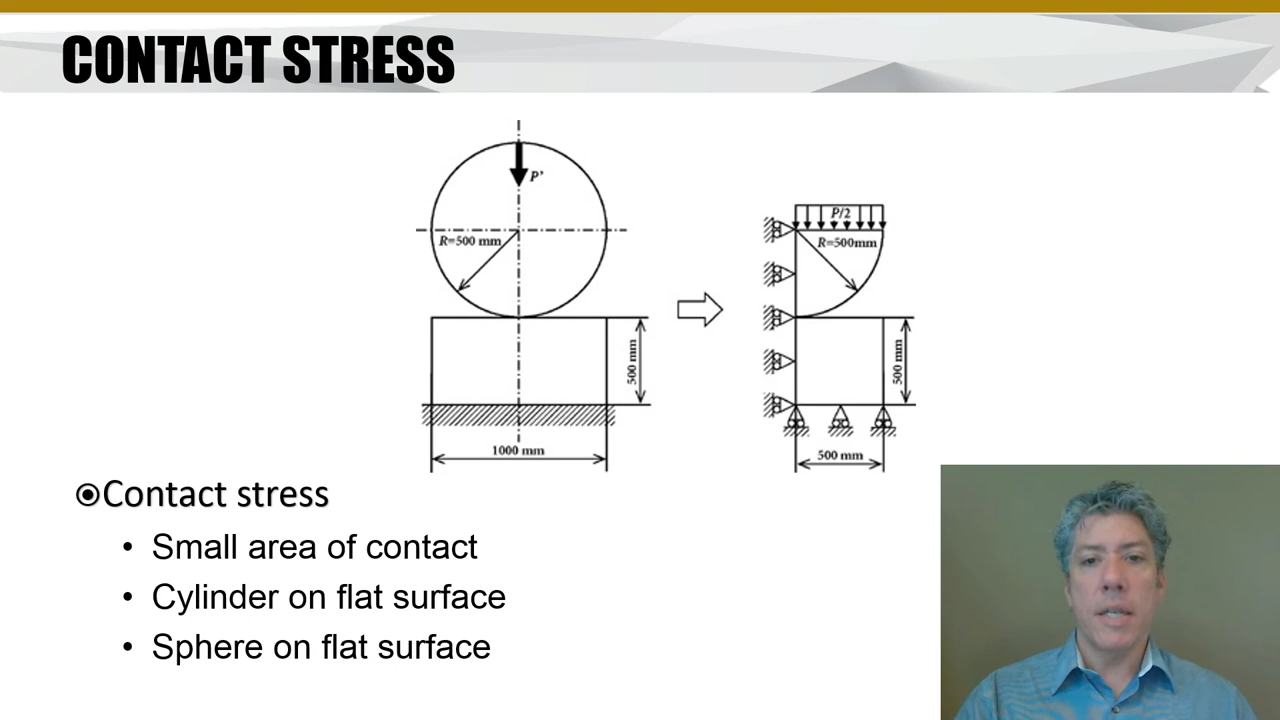 CONTACT STRESS
P'
R=500 mm
500 mm
1000 mm
P/2
R=500mm
500 mm
500 mm
Contact stress
• Small area of contact
• Cylinder on flat surface
• Sphere on flat surface